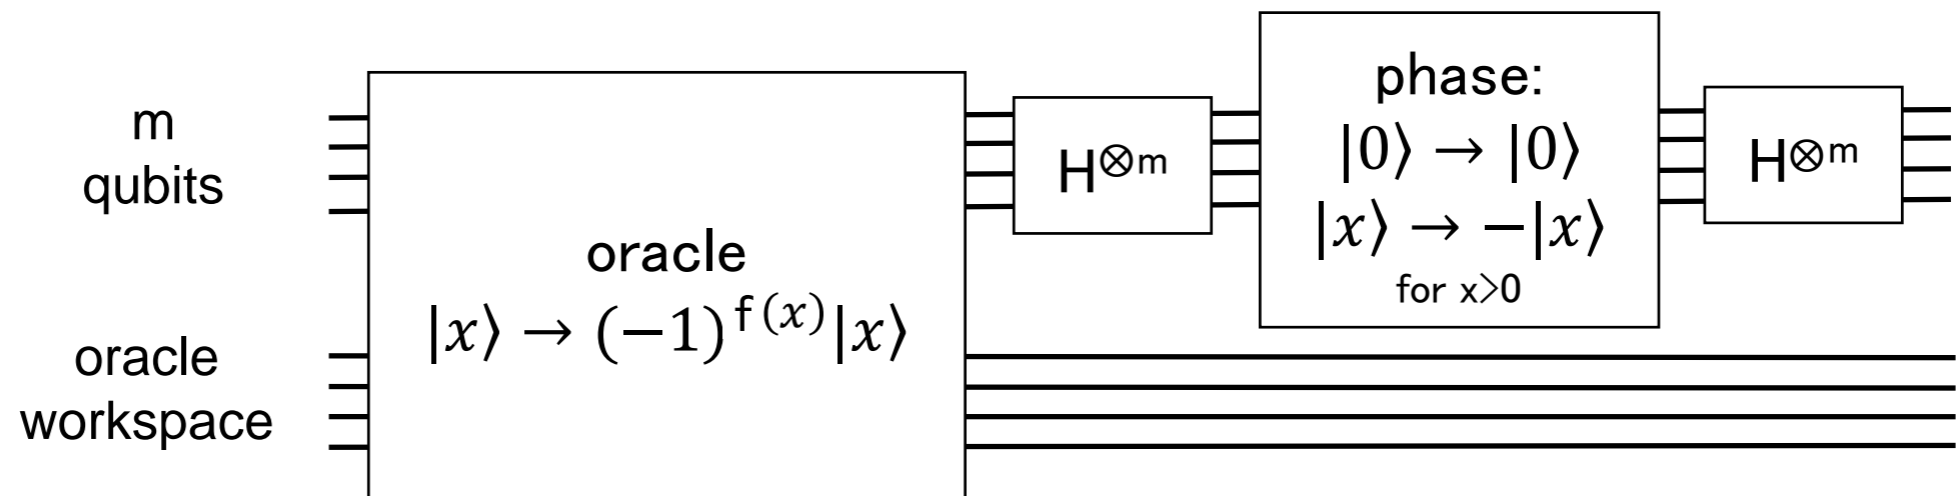 m
qubits
oracle
workspace
oracle
|x⟩ → (−1)^f(x)|x⟩
H^⊗m
phase:
|0⟩ → |0⟩
|x⟩ → −|x⟩
for x>0
H^⊗m